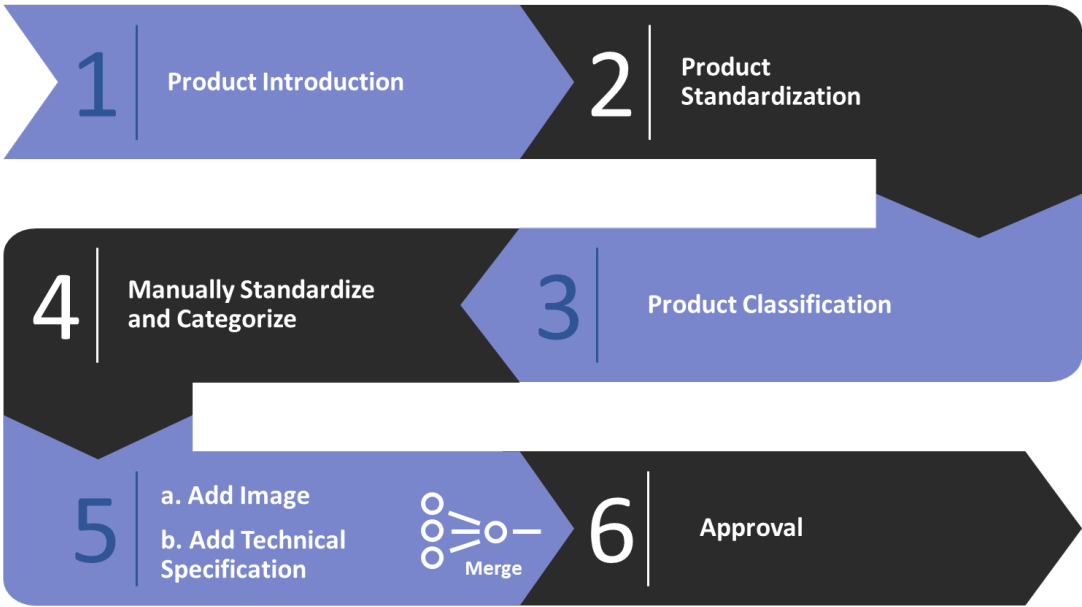 1
Product Introduction
2
Product
Standardization
3
Product Classification
4
Manually Standardize
and Categorize
5
a. Add Image
b. Add Technical
Specification
Merge
6
Approval